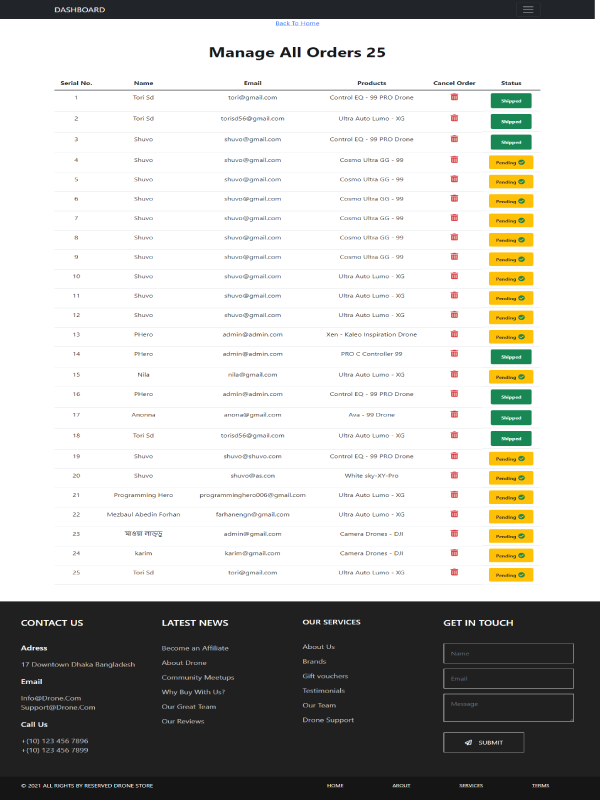 DASHBOARD
Back To Home
Manage All Orders 25
Serial No. Name Email Products Cancel Order Status
1 Tori Sd tori@gmail.com Control EQ - 99 PRO Drone Shipped
2 Tori Sd torisd56@gmail.com Ultra Auto Lumo - XG Shipped
3 Shuvo shuvo@gmail.com Control EQ - 99 PRO Drone Shipped
4 Shuvo shuvo@gmail.com Cosmo Ultra GG - 99 Pending
5 Shuvo shuvo@gmail.com Cosmo Ultra GG - 99 Pending
6 Shuvo shuvo@gmail.com Cosmo Ultra GG - 99 Pending
7 Shuvo shuvo@gmail.com Cosmo Ultra GG - 99 Pending
8 Shuvo shuvo@gmail.com Cosmo Ultra GG - 99 Pending
9 Shuvo shuvo@gmail.com Cosmo Ultra GG - 99 Pending
10 Shuvo shuvo@gmail.com Ultra Auto Lumo - XG Pending
11 Shuvo shuvo@gmail.com Ultra Auto Lumo - XG Pending
12 Shuvo shuvo@gmail.com Ultra Auto Lumo - XG Pending
13 PHero admin@admin.com Xen - Kaleo Inspiration Drone Pending
14 PHero admin@admin.com PRO C Controller 99 Shipped
15 Nila nila@gmail.com Ultra Auto Lumo - XG Pending
16 PHero admin@admin.com Control EQ - 99 PRO Drone Shipped
17 Anonna anona@gmail.com Ava - 99 Drone Shipped
18 Tori Sd torisd56@gmail.com Ultra Auto Lumo - XG Shipped
19 Shuvo shuvo@shuvo.com Control EQ - 99 PRO Drone Pending
20 Shuvo shuvo@as.con White sky-XY-Pro Pending
21 Programming Hero programminghero006@gmail.com Ultra Auto Lumo - XG Pending
22 Mezbaul Abedin Forhan farhanengn@gmail.com Ultra Auto Lumo - XG Pending
23 মাওয়া লাড্ডু admin@gmail.com Camera Drones - DJI Pending
24 karim karim@gmail.com Camera Drones - DJI Pending
25 Tori Sd tori@gmail.com Ultra Auto Lumo - XG Pending
CONTACT US
Adress
17 Downtown Dhaka Bangladesh
Email
Info@Drone.Com
Support@Drone.Com
Call Us
+(10) 123 456 7896
+(10) 123 456 7899
LATEST NEWS
Become an Affiliate
About Drone
Community Meetups
Why Buy With Us?
Our Great Team
Our Reviews
OUR SERVICES
About Us
Brands
Gift vouchers
Testimonials
Our Team
Drone Support
GET IN TOUCH
Name
Email
Message
SUBMIT
© 2021 ALL RIGHTS BY RESERVED DRONE STORE
HOME ABOUT SERVICES TERMS